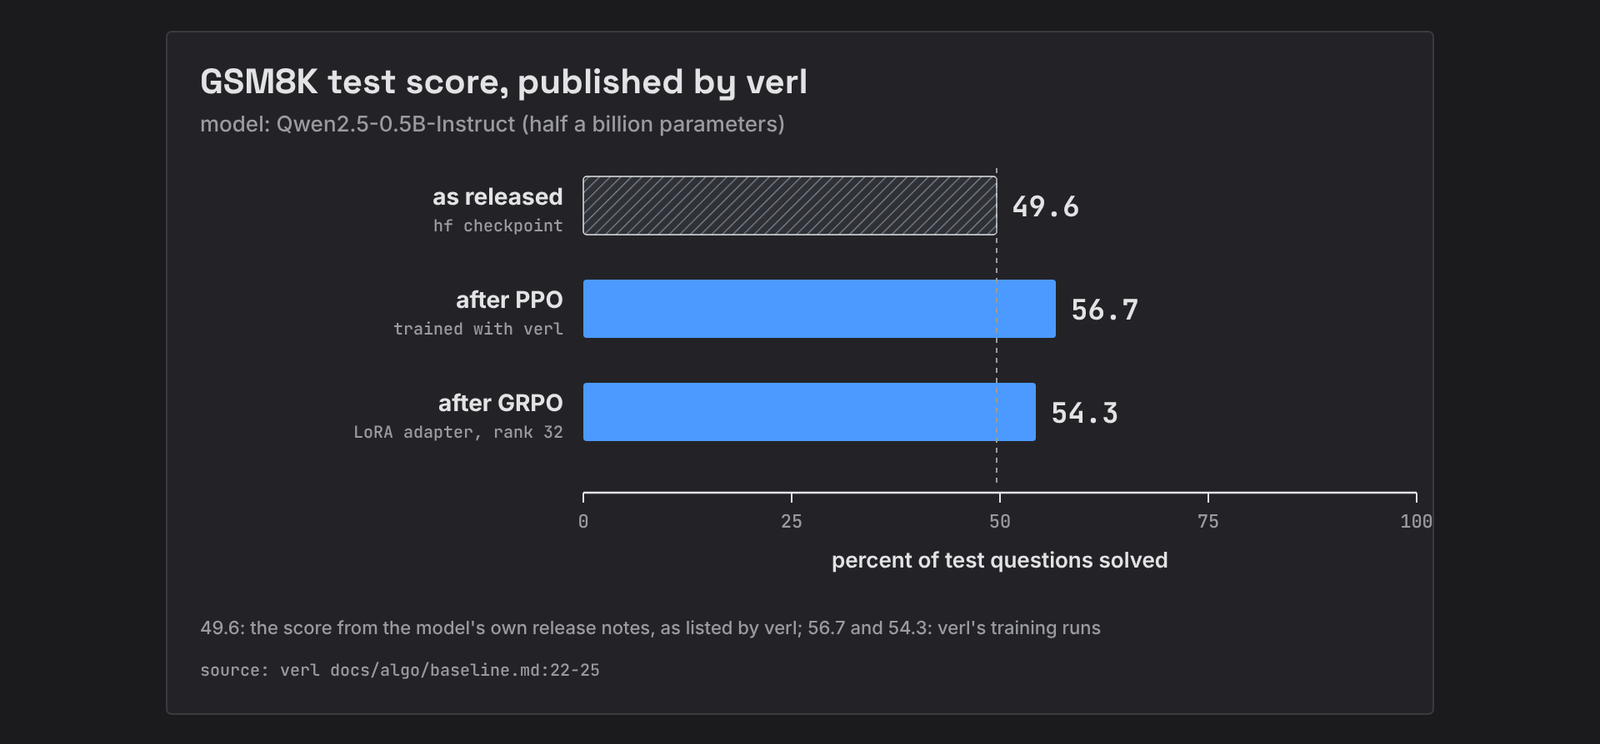 GSM8K test score, published by verl
model: Qwen2.5-0.5B-Instruct (half a billion parameters)
as released
hf checkpoint
49.6
after PPO
trained with verl
56.7
after GRPO
LoRA adapter, rank 32
54.3
0 25 50 75 100
percent of test questions solved
49.6: the score from the model's own release notes, as listed by verl; 56.7 and 54.3: verl's training runs
source: verl docs/algo/baseline.md:22-25